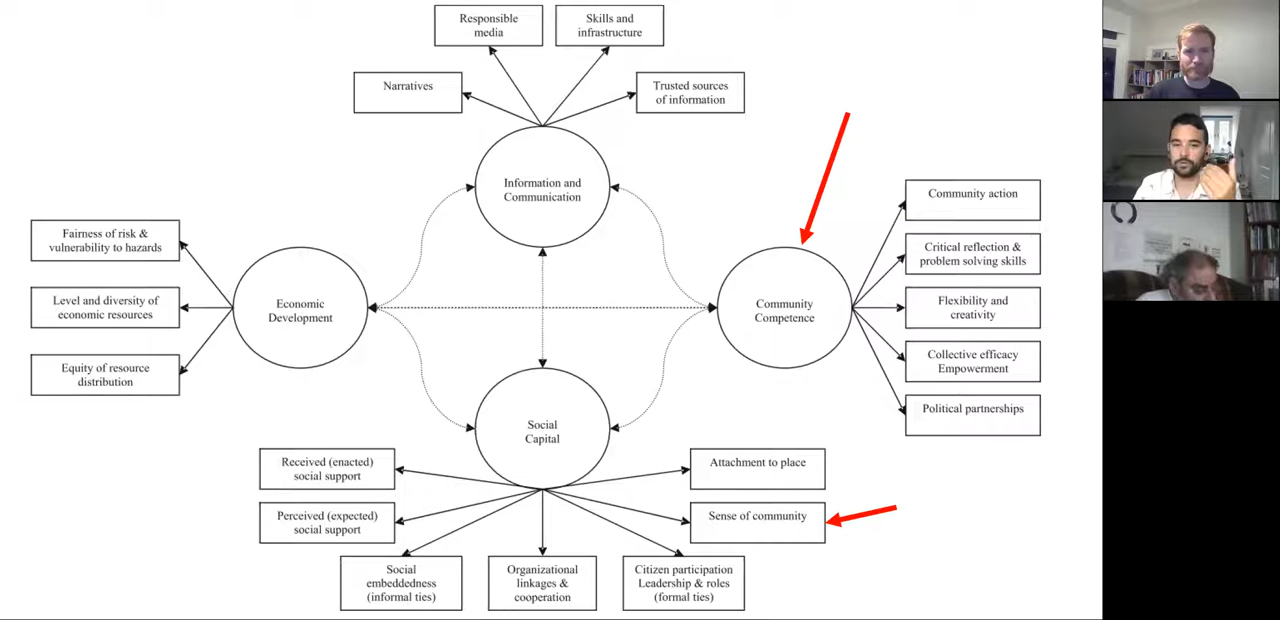 Responsible
media
Skills and
infrastructure
Narratives
Trusted sources
of information
Information and
Communication
Community action
Fairness of risk &
vulnerability to hazards
Critical reflection &
problem solving skills
Level and diversity of
economic resources
Economic
Development
Community
Competence
Flexibility and
creativity
Equity of resource
distribution
Collective efficacy
Empowerment
Political partnerships
Social
Capital
Received (enacted)
social support
Attachment to place
Perceived (expected)
social support
Sense of community
Social
embeddedness
(informal ties)
Organizational
linkages &
cooperation
Citizen participation
Leadership & roles
(formal ties)